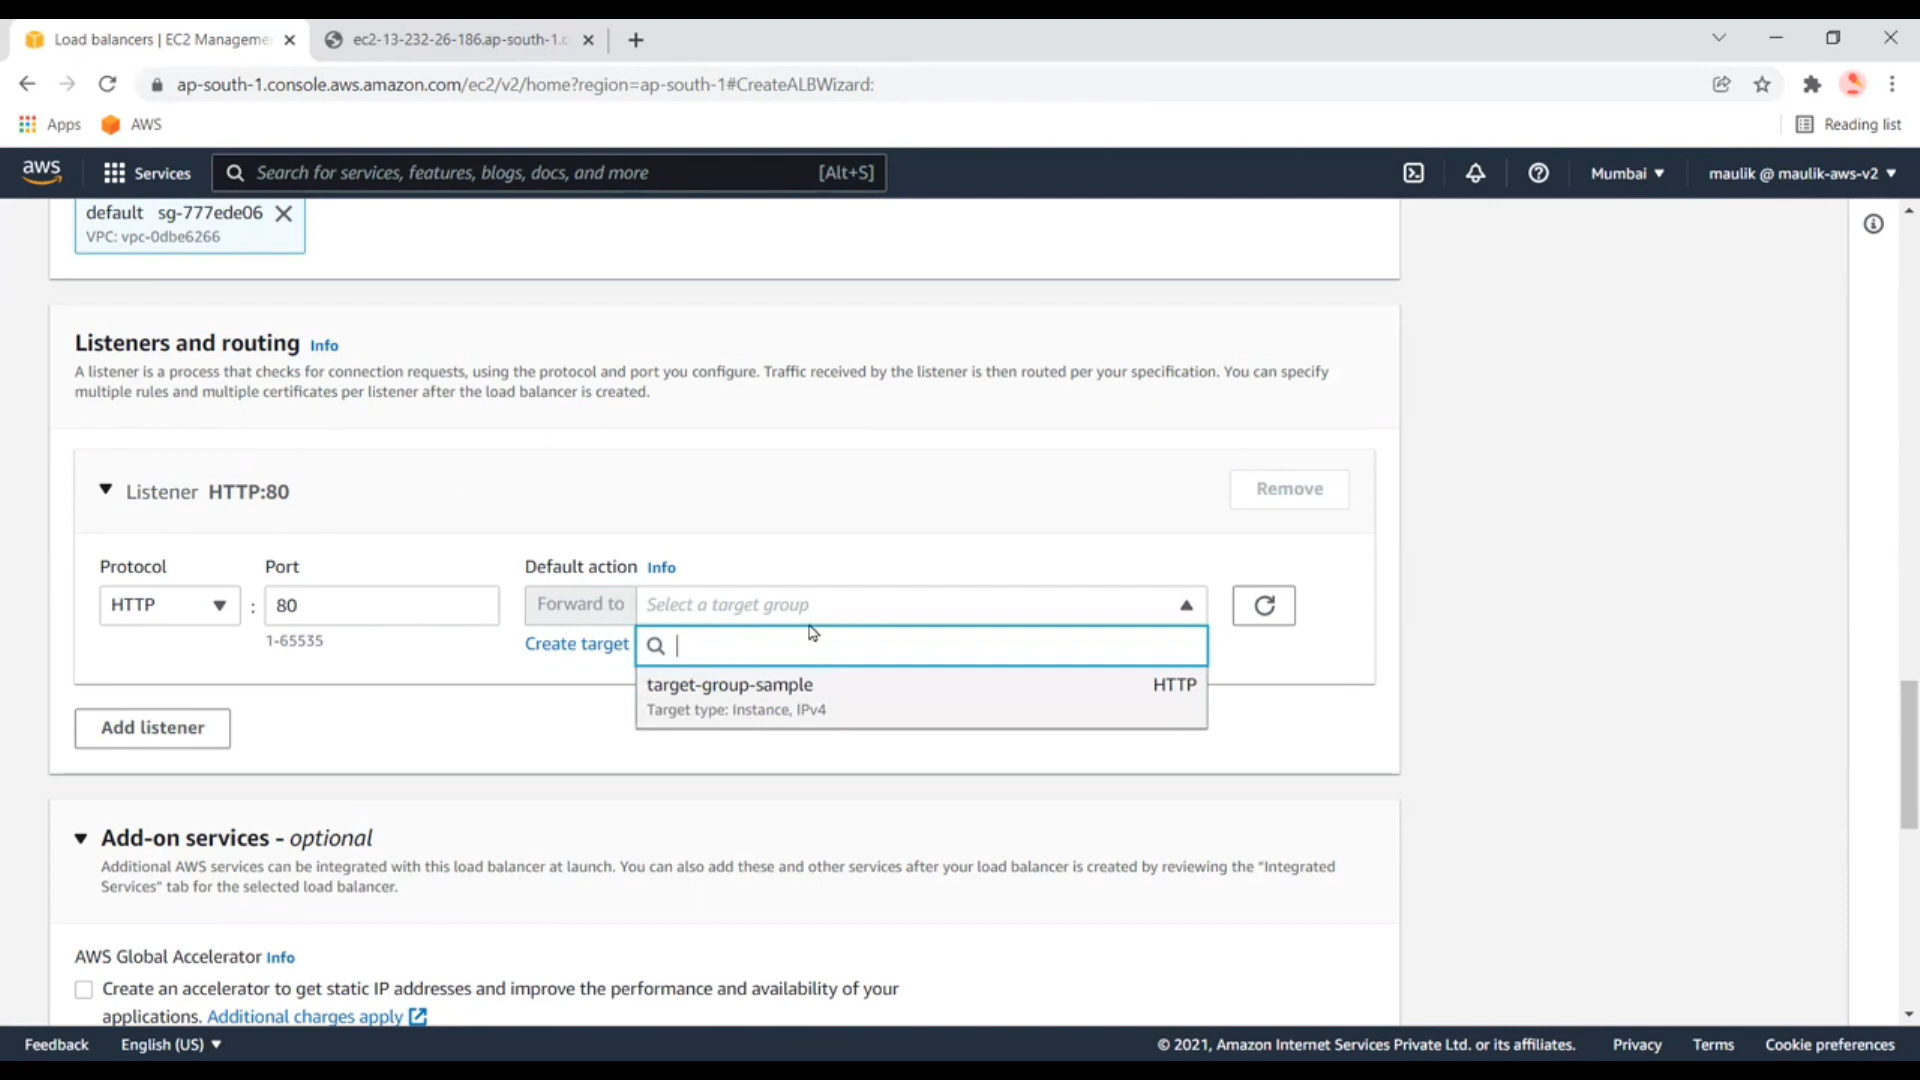 Load balancers | EC2 Manageme
ec2-13-232-26-186.ap-south-1.c
ap-south-1.console.aws.amazon.com/ec2/v2/home?region=ap-south-1#CreateALBWizard:
Apps
AWS
Reading list
aws
Services
Search for services, features, blogs, docs, and more
[Alt+S]
Mumbai
maulik @ maulik-aws-v2
default sg-777ede06
VPC: vpc-0dbe6266
Listeners and routing Info
A listener is a process that checks for connection requests, using the protocol and port you configure. Traffic received by the listener is then routed per your specification. You can specify
multiple rules and multiple certificates per listener after the load balancer is created.
Listener HTTP:80
Remove
Protocol
Port
Default action Info
HTTP
:
80
Forward to
Select a target group
1-65535
Create target
target-group-sample
HTTP
Target type: Instance, IPv4
Add listener
Add-on services - optional
Additional AWS services can be integrated with this load balancer at launch. You can also add these and other services after your load balancer is created by reviewing the “Integrated
Services” tab for the selected load balancer.
AWS Global Accelerator Info
Create an accelerator to get static IP addresses and improve the performance and availability of your
applications. Additional charges apply
Feedback
English (US)
© 2021, Amazon Internet Services Private Ltd. or its affiliates.
Privacy
Terms
Cookie preferences